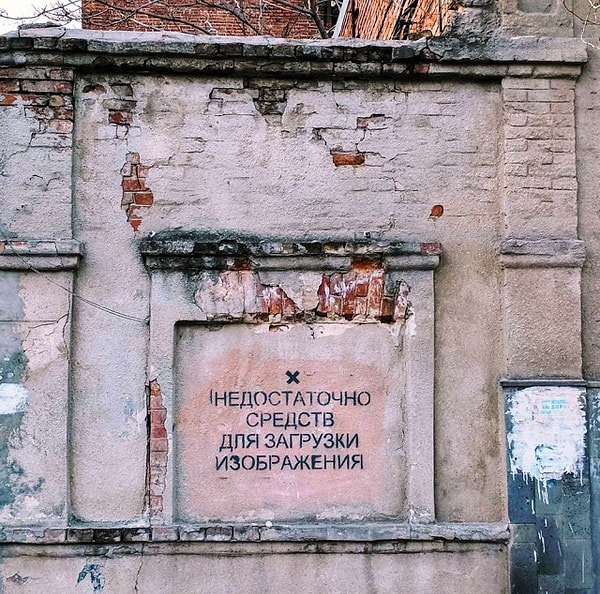 ×
НЕДОСТАТОЧНО
СРЕДСТВ
ДЛЯ ЗАГРУЗКИ
ИЗОБРАЖЕНИЯ